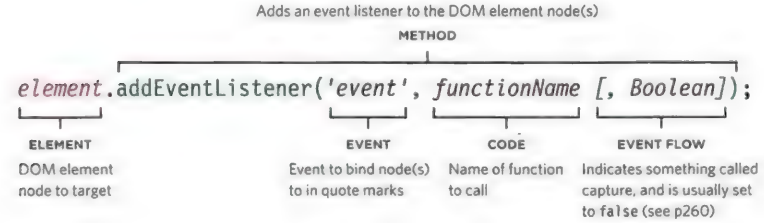 Adds an event listener to the DOM element node(s)
METHOD
element.addEventListener('event', functionName [, Boolean]);
ELEMENT
DOM element
node to target
EVENT
Event to bind node(s)
to in quote marks
CODE
Name of function
to call
EVENT FLOW
Indicates something called
capture, and is usually set
to false (see p260)